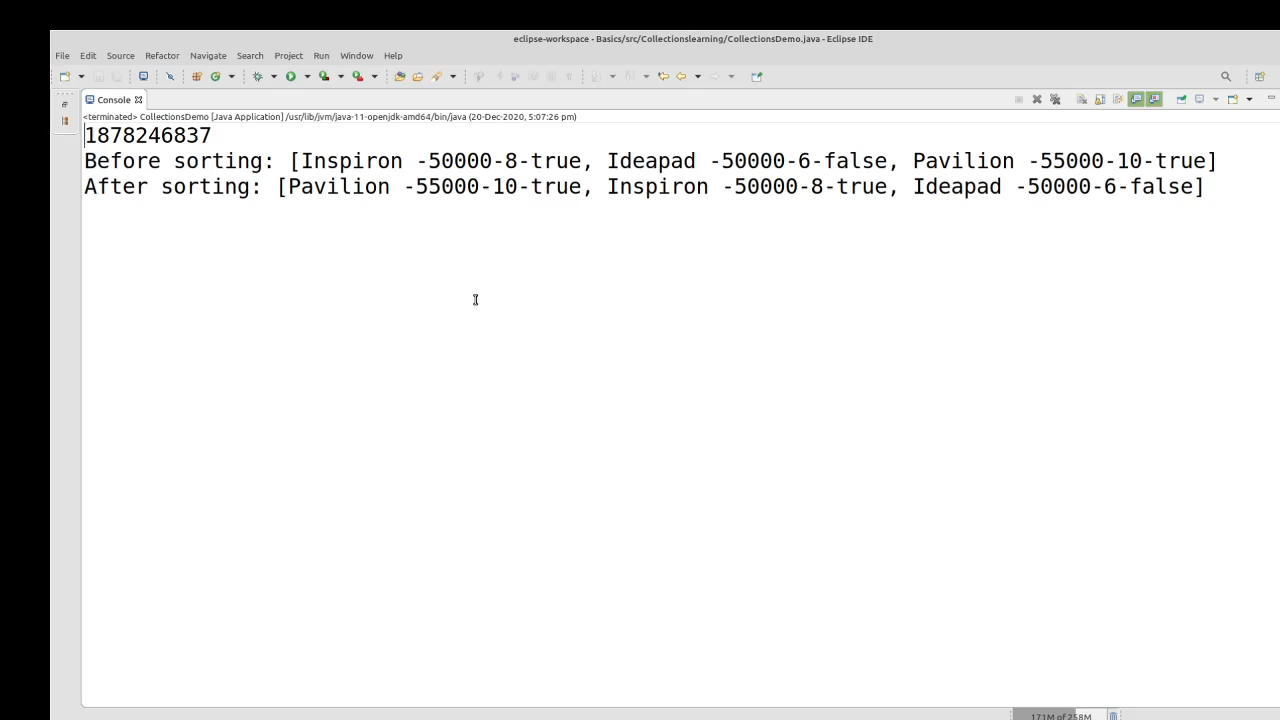 eclipse-workspace - Basics/src/Collectionslearning/CollectionsDemo.java - Eclipse IDE
File Edit Source Refactor Navigate Search Project Run Window Help
Console
<terminated> CollectionsDemo [Java Application] /usr/lib/jvm/java-11-openjdk-amd64/bin/java (20-Dec-2020, 5:07:26 pm)
1878246837
Before sorting: [Inspiron -50000-8-true, Ideapad -50000-6-false, Pavilion -55000-10-true]
After sorting: [Pavilion -55000-10-true, Inspiron -50000-8-true, Ideapad -50000-6-false]
171M of 258M